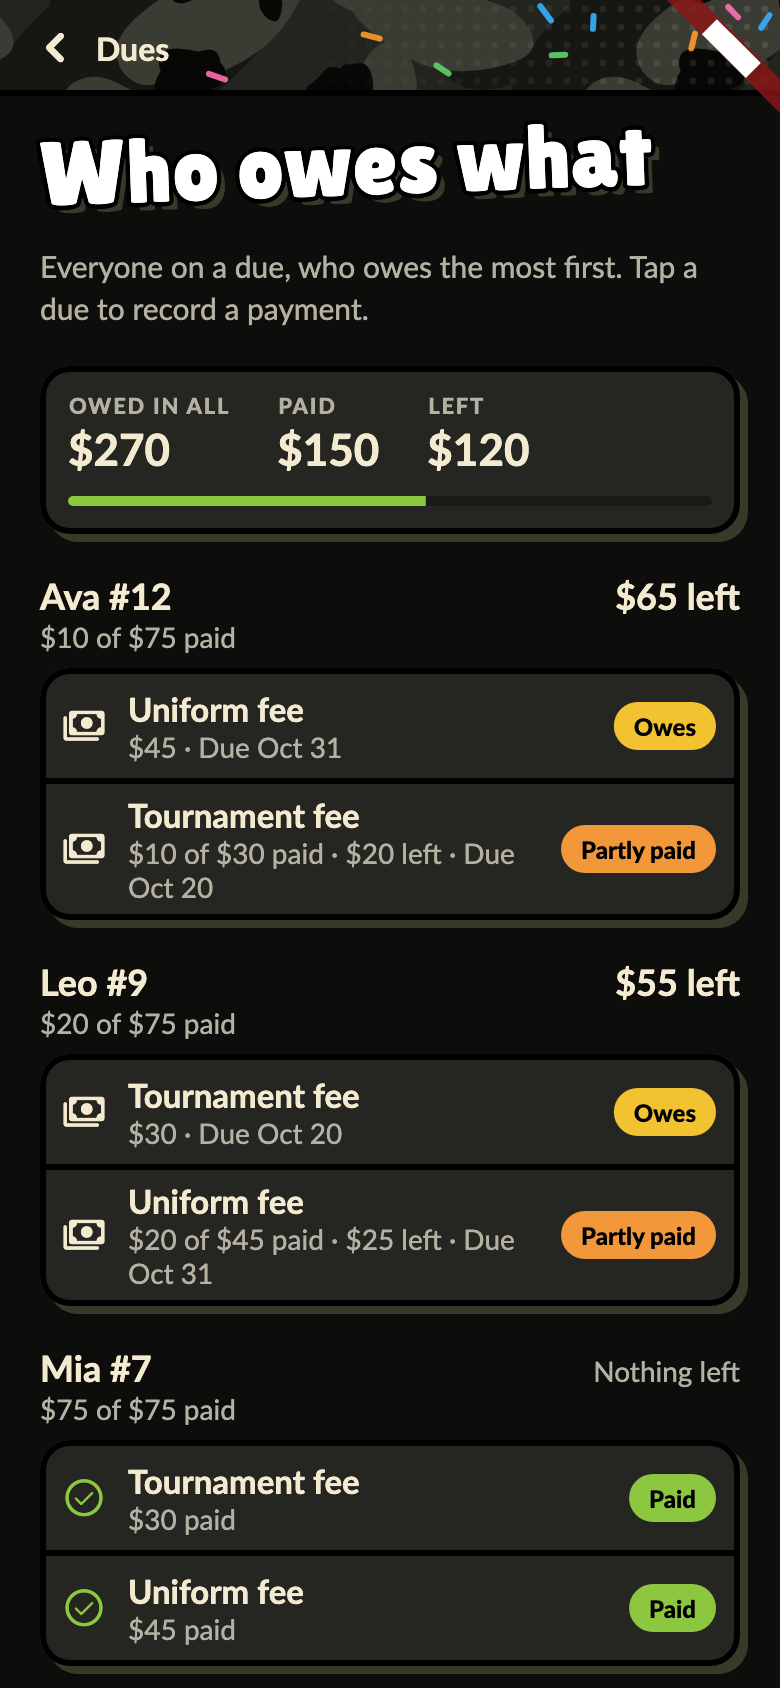 Dues
Who owes what
Everyone on a due, who owes the most first. Tap a
due to record a payment.
OWED IN ALL PAID LEFT
$270 $150 $120
Ava #12 $65 left
$10 of $75 paid
Uniform fee
$45 · Due Oct 31
Owes
Tournament fee
$10 of $30 paid · $20 left · Due
Oct 20
Partly paid
Leo #9 $55 left
$20 of $75 paid
Tournament fee
$30 · Due Oct 20
Owes
Uniform fee
$20 of $45 paid · $25 left · Due
Oct 31
Partly paid
Mia #7 Nothing left
$75 of $75 paid
Tournament fee
$30 paid
Paid
Uniform fee
$45 paid
Paid